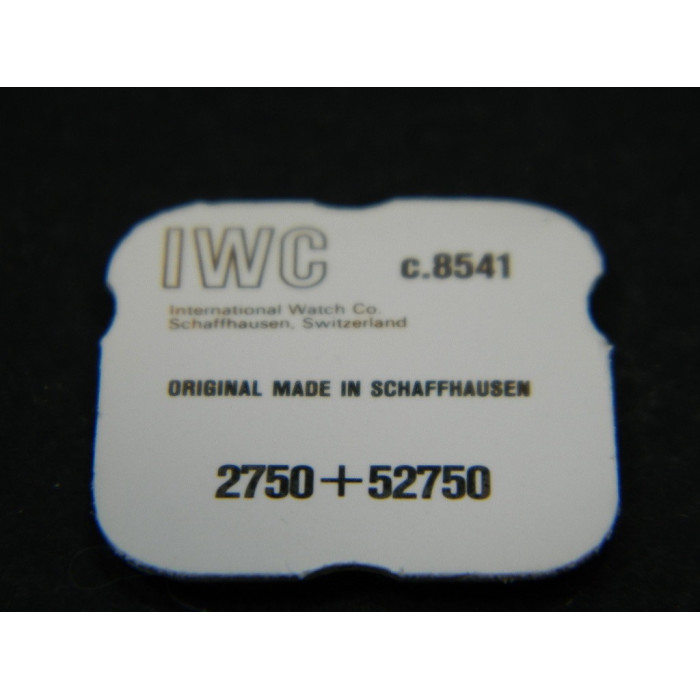 IWC c.8541
International Watch Co.
Schaffhausen, Switzerland
ORIGINAL MADE IN SCHAFFHAUSEN
2750+52750